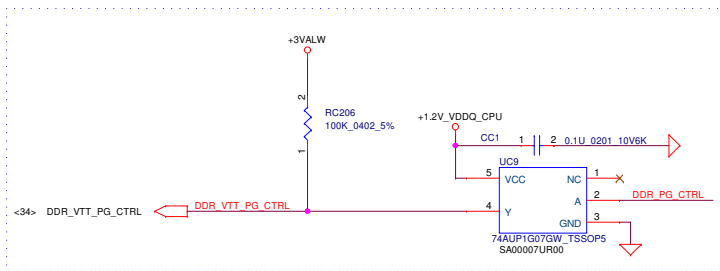 +3VALW
2
RC206
100K_0402_5%
1
+1.2V_VDDQ_CPU
CC1 1 2 0.1U_0201_10V6K
UC9
5 VCC NC 1
A 2 DDR_PG_CTRL
<34> DDR_VTT_PG_CTRL DDR_VTT_PG_CTRL 4 Y
GND 3
74AUP1G07GW_TSSOP5
SA00007UR00